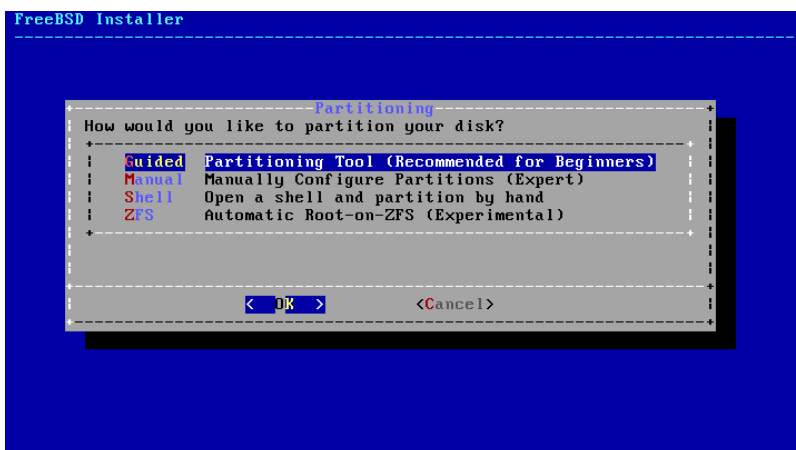 FreeBSD Installer
Partitioning
How would you like to partition your disk?
Guided Partitioning Tool (Recommended for Beginners)
Manual Manually Configure Partitions (Expert)
Shell Open a shell and partition by hand
ZFS Automatic Root-on-ZFS (Experimental)
< OK > <Cancel>